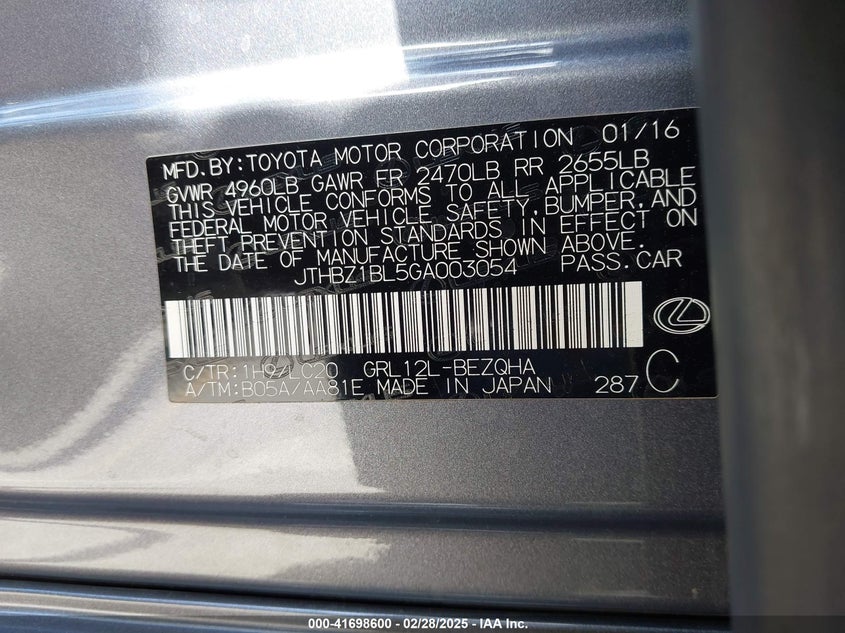 MFD.BY:TOYOTA MOTOR CORPORATION 01/16
GVWR 4960LB GAWR FR 2470LB RR 2655LB
THIS VEHICLE CONFORMS TO ALL APPLICABLE
FEDERAL MOTOR VEHICLE SAFETY,BUMPER,AND
THEFT PREVENTION STANDARDS IN EFFECT ON
THE DATE OF MANUFACTURE SHOWN ABOVE.
JTHBZ1BL5GA003054 PASS.CAR
C/TR:1H9/LC20 GRL12L-BEZQHA
A/TM:B05A/AA81E MADE IN JAPAN 287 C
000-41698600 / 02/28/2025 - IAA Inc.